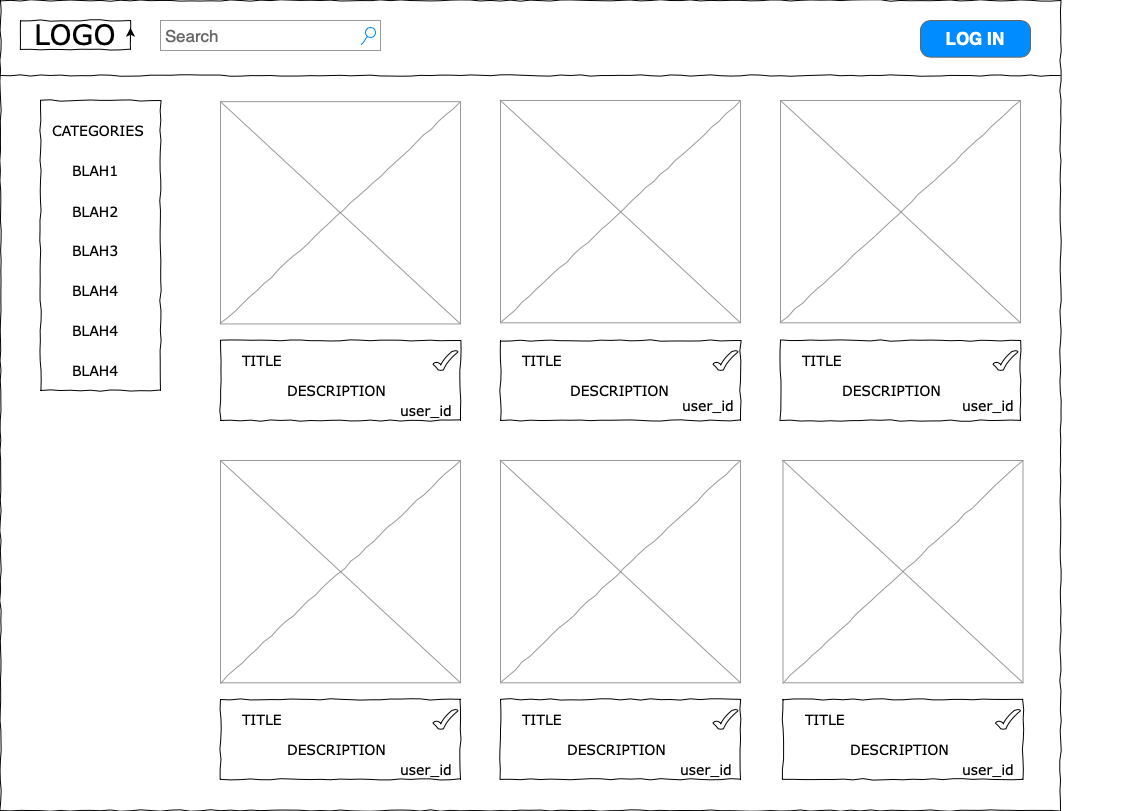 LOGO
Search
LOG IN
CATEGORIES
BLAH1
BLAH2
BLAH3
BLAH4
BLAH4
BLAH4
TITLE
DESCRIPTION
user_id
TITLE
DESCRIPTION
user_id
TITLE
DESCRIPTION
user_id
TITLE
DESCRIPTION
user_id
TITLE
DESCRIPTION
user_id
TITLE
DESCRIPTION
user_id